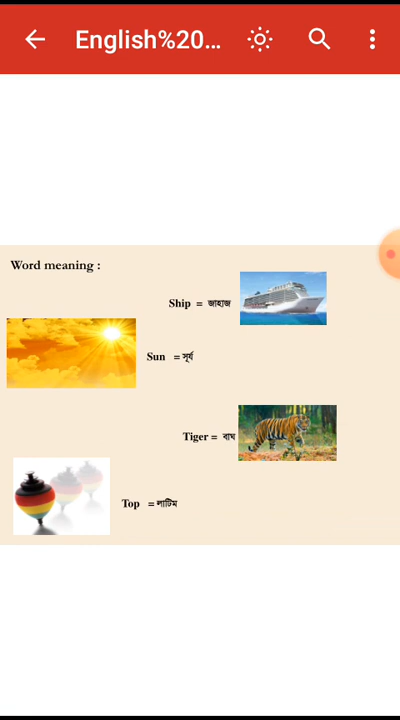 English%20...
Word meaning :
Ship = জাহাজ
Sun = সূর্য
Tiger = বাঘ
Top = লাটিম